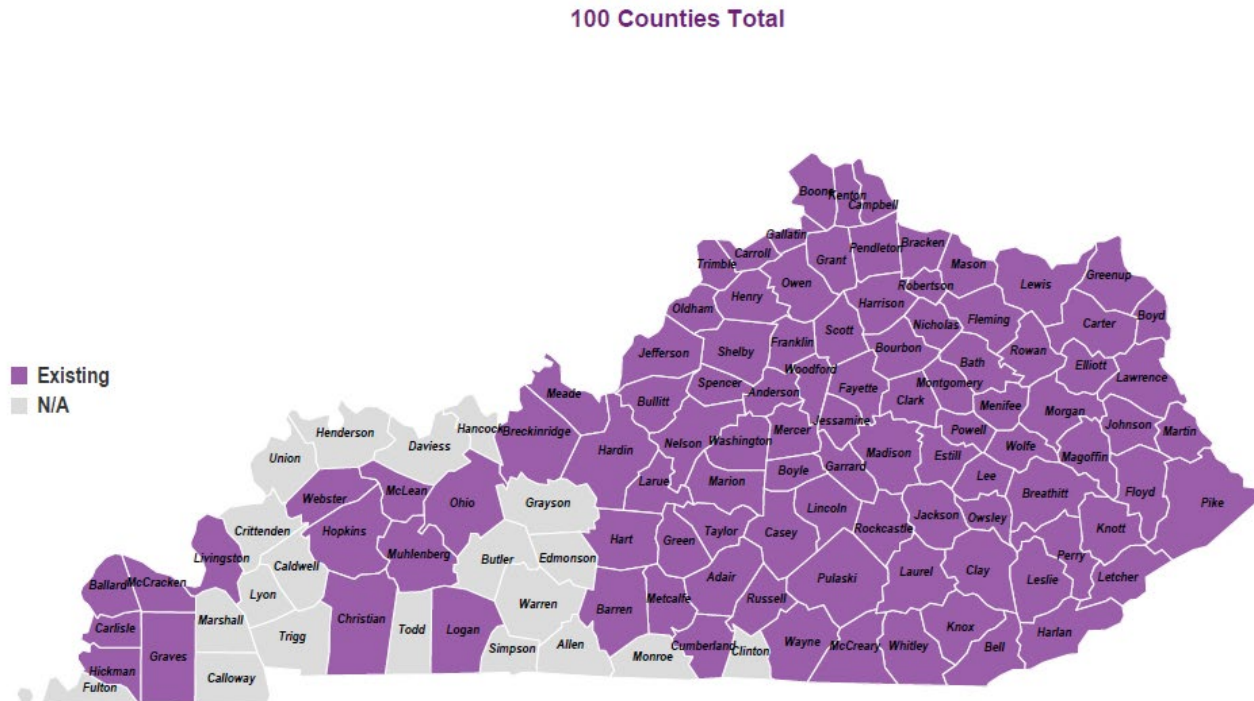 100 Counties Total
Existing
N/A
Boone
Kenton
Campbell
Gallatin
Carroll
Trimble
Grant
Pendleton
Bracken
Mason
Robertson
Lewis
Greenup
Owen
Henry
Oldham
Harrison
Scott
Nicholas
Fleming
Carter
Boyd
Rowan
Elliott
Lawrence
Jefferson
Shelby
Franklin
Woodford
Bourbon
Bath
Spencer
Anderson
Fayette
Clark
Montgomery
Menifee
Morgan
Johnson
Martin
Meade
Bullitt
Breckinridge
Hardin
Nelson
Washington
Mercer
Jessamine
Powell
Wolfe
Magoffin
Madison
Estill
Lee
Floyd
Pike
Hancock
Daviess
Henderson
Union
Webster
McLean
Ohio
Grayson
Larue
Marion
Boyle
Garrard
Lincoln
Breathitt
Knott
Owsley
Jackson
Rockcastle
Crittenden
Hopkins
Muhlenberg
Livingston
Caldwell
Butler
Edmonson
Hart
Green
Taylor
Casey
Adair
Pulaski
Laurel
Clay
Leslie
Perry
Letcher
Ballard
McCracken
Lyon
Marshall
Warren
Barren
Metcalfe
Russell
Carlisle
Graves
Trigg
Christian
Todd
Logan
Simpson
Allen
Monroe
Cumberland
Clinton
Wayne
McCreary
Whitley
Knox
Bell
Harlan
Hickman
Fulton
Calloway